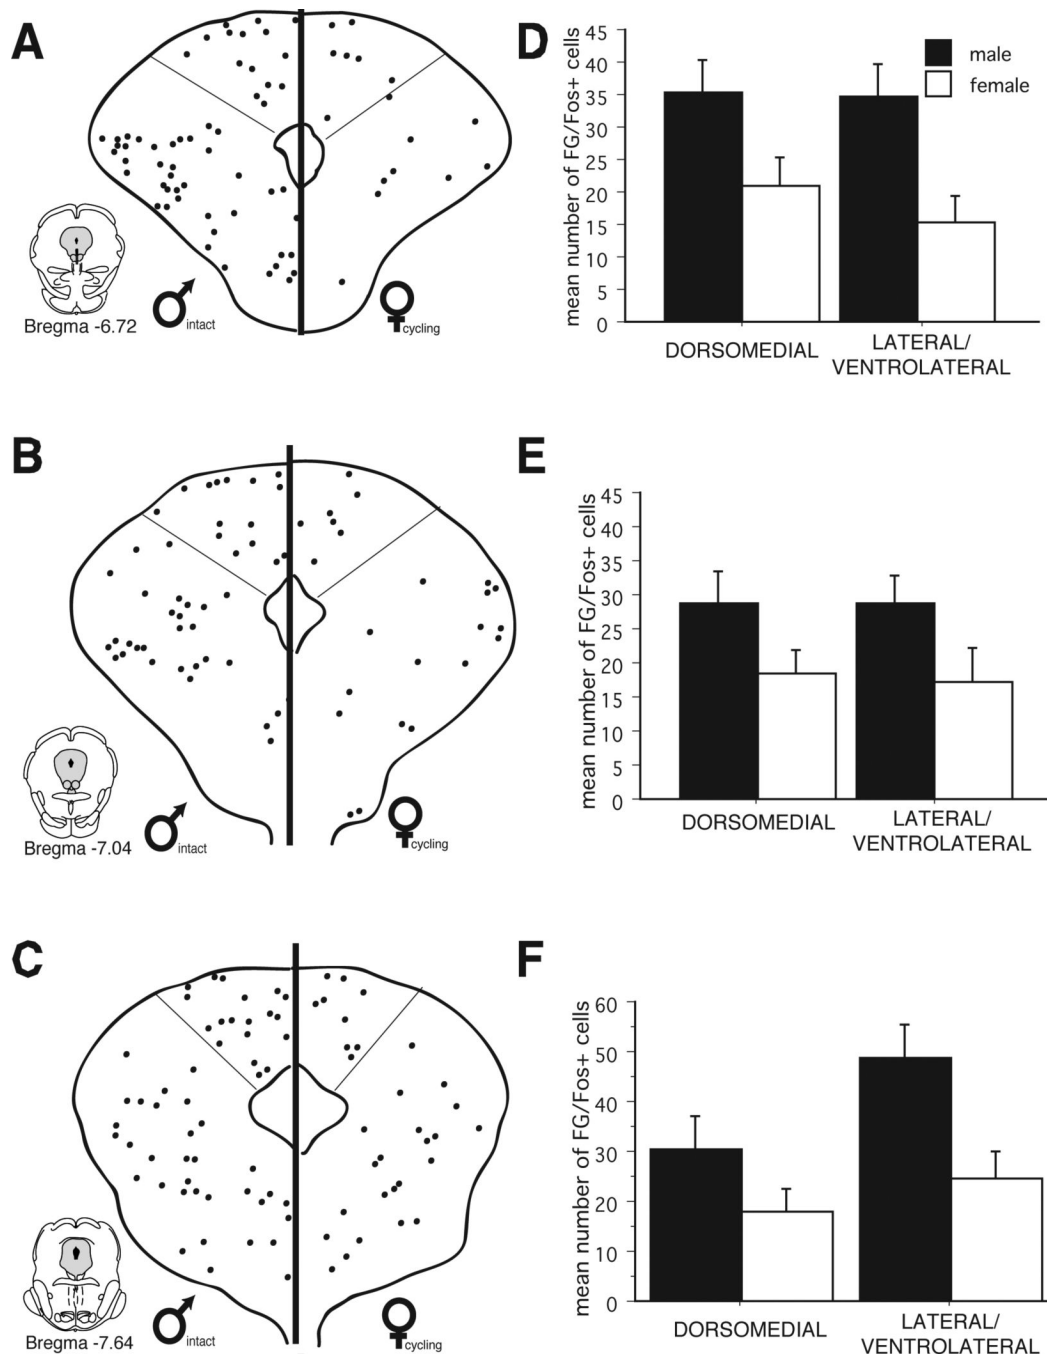 A
intact
cycling
Bregma -6.72
D
mean number of FG/Fos+ cells
45
40
35
30
25
20
15
10
5
0
male
female
DORSOMEDIAL
LATERAL/
VENTROLATERAL
B
intact
cycling
Bregma -7.04
E
mean number of FG/Fos+ cells
45
40
35
30
25
20
15
10
5
0
DORSOMEDIAL
LATERAL/
VENTROLATERAL
C
intact
cycling
Bregma -7.64
F
mean number of FG/Fos+ cells
60
50
40
30
20
10
0
DORSOMEDIAL
LATERAL/
VENTROLATERAL